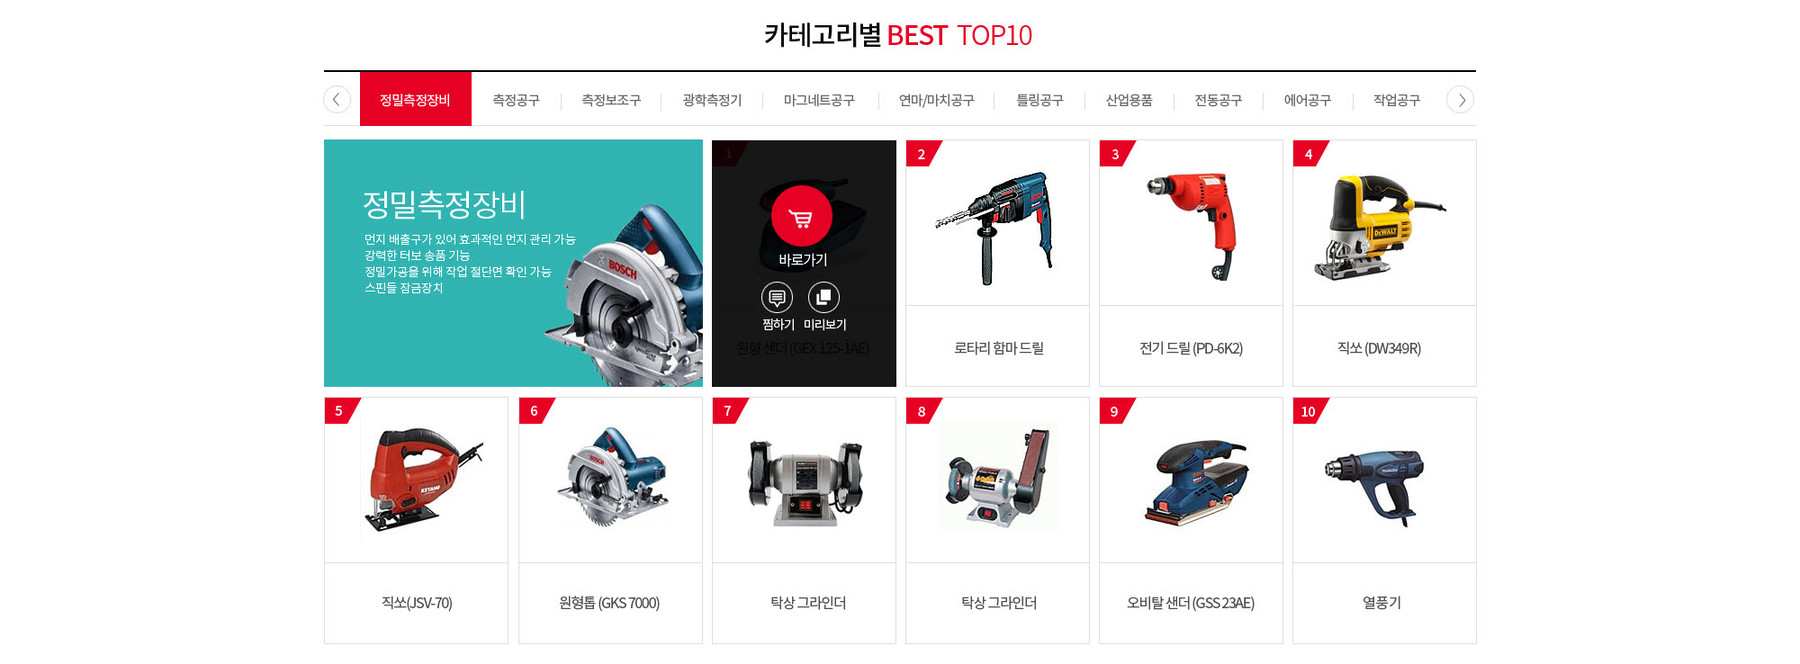 카테고리별 BEST TOP10
정밀측정장비 측정공구 측정보조구 광학측정기 마그네트공구 연마/마치공구 틀링공구 산업용품 전동공구 에어공구 작업공구
정밀측정장비
먼지 배출구가 있어 효과적인 먼지 관리 가능
강력한 터보 송품 기능
정밀가공을 위해 작업 절단면 확인 가능
스핀들 잠금장치
BOSCH
1
바로가기
찜하기 미리보기
원형 샌더 (GEX 125-1AE)
2
로타리 함마 드릴
3
전기 드릴 (PD-6K2)
4
DEWALT
직쏘 (DW349R)
5
KEYANG
직쏘(JSV-70)
6
BOSCH
원형톱 (GKS 7000)
7
탁상 그라인더
8
탁상 그라인더
9
오비탈 샌더 (GSS 23AE)
10
열풍기